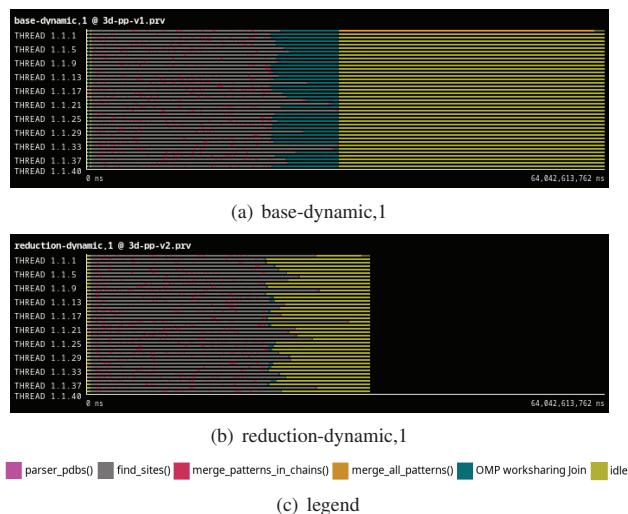 base-dynamic,1 @ 3d-pp-v1.prv
THREAD 1.1.1
THREAD 1.1.5
THREAD 1.1.9
THREAD 1.1.13
THREAD 1.1.17
THREAD 1.1.21
THREAD 1.1.25
THREAD 1.1.29
THREAD 1.1.33
THREAD 1.1.37
THREAD 1.1.40
0 ns 64,042,613,762 ns
(a) base-dynamic,1
reduction-dynamic,1 @ 3d-pp-v2.prv
THREAD 1.1.1
THREAD 1.1.5
THREAD 1.1.9
THREAD 1.1.13
THREAD 1.1.17
THREAD 1.1.21
THREAD 1.1.25
THREAD 1.1.29
THREAD 1.1.33
THREAD 1.1.37
THREAD 1.1.40
0 ns 64,042,613,762 ns
(b) reduction-dynamic,1
parser_pdbs() find_sites() merge_patterns_in_chains() merge_all_patterns() OMP worksharing Join idle
(c) legend